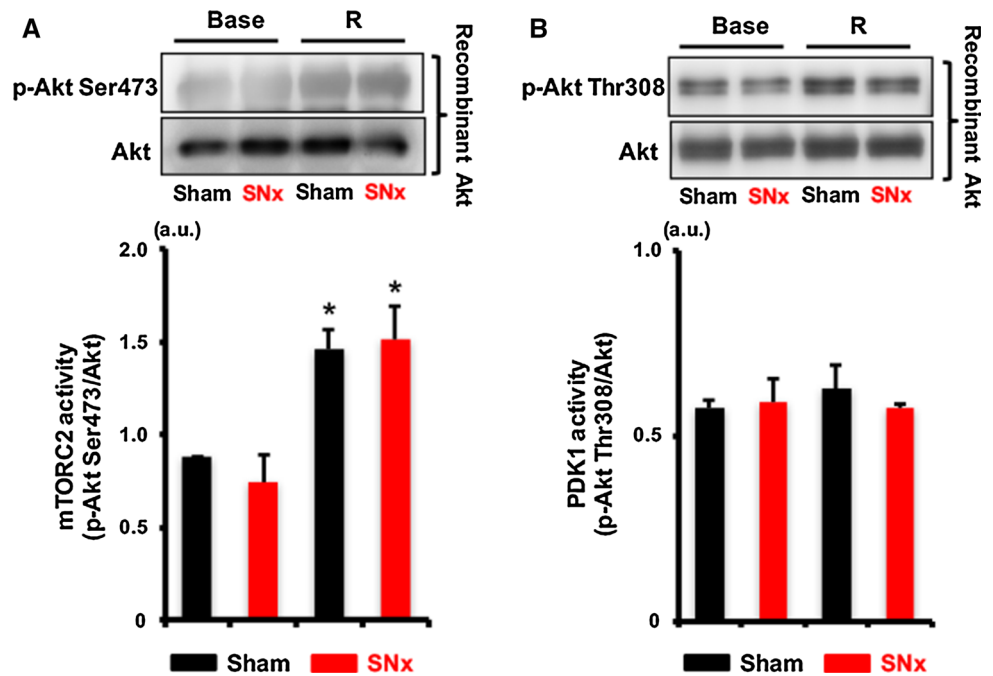 A
Base
R
p-Akt Ser473
Akt
Sham
SNx
Sham
SNx
Recombinant Akt
(a.u.)
2.0
1.5
1.0
0.5
0
mTORC2 activity
(p-Akt Ser473/Akt)
*
*
Sham
SNx
B
Base
R
p-Akt Thr308
Akt
Sham
SNx
Sham
SNx
Recombinant Akt
(a.u.)
1.0
0.5
0
PDK1 activity
(p-Akt Thr308/Akt)
Sham
SNx